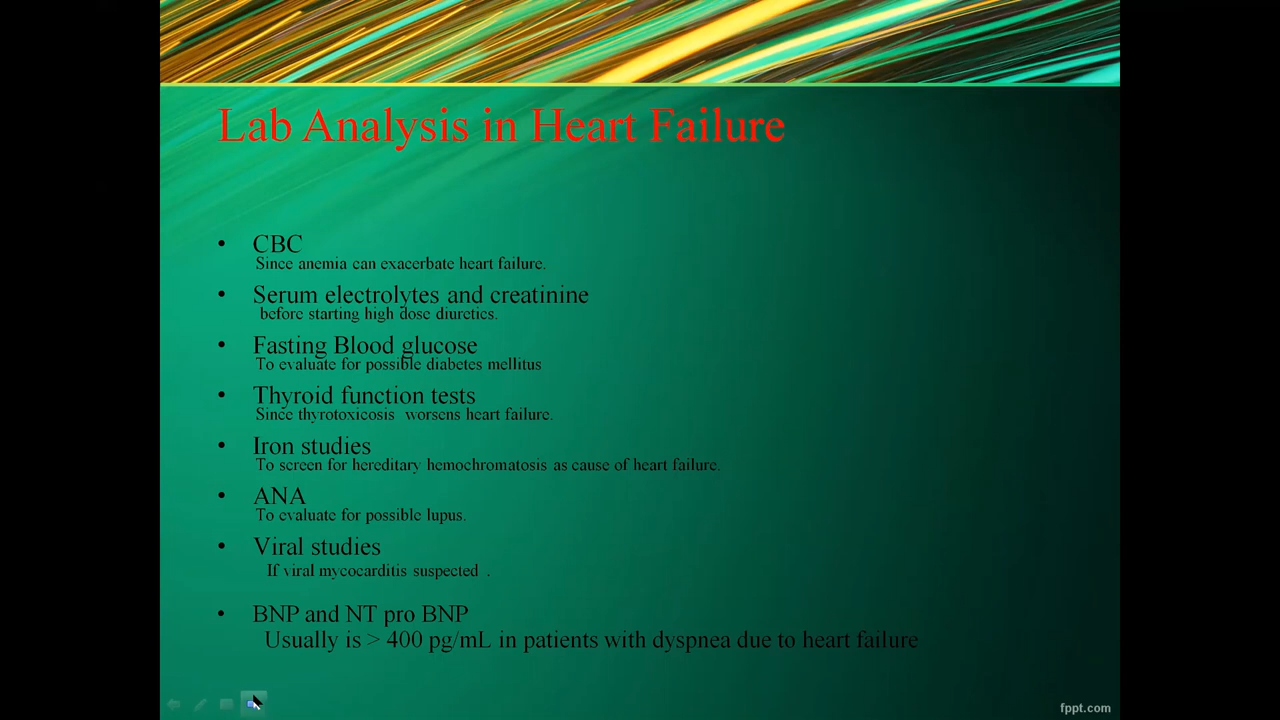 Lab Analysis in Heart Failure
• CBC
Since anemia can exacerbate heart failure.
• Serum electrolytes and creatinine
before starting high dose diuretics.
• Fasting Blood glucose
To evaluate for possible diabetes mellitus
• Thyroid function tests
Since thyrotoxicosis worsens heart failure.
• Iron studies
To screen for hereditary hemochromatosis as cause of heart failure.
• ANA
To evaluate for possible lupus.
• Viral studies
If viral mycocarditis suspected .
• BNP and NT pro BNP
Usually is > 400 pg/mL in patients with dyspnea due to heart failure
fppt.com